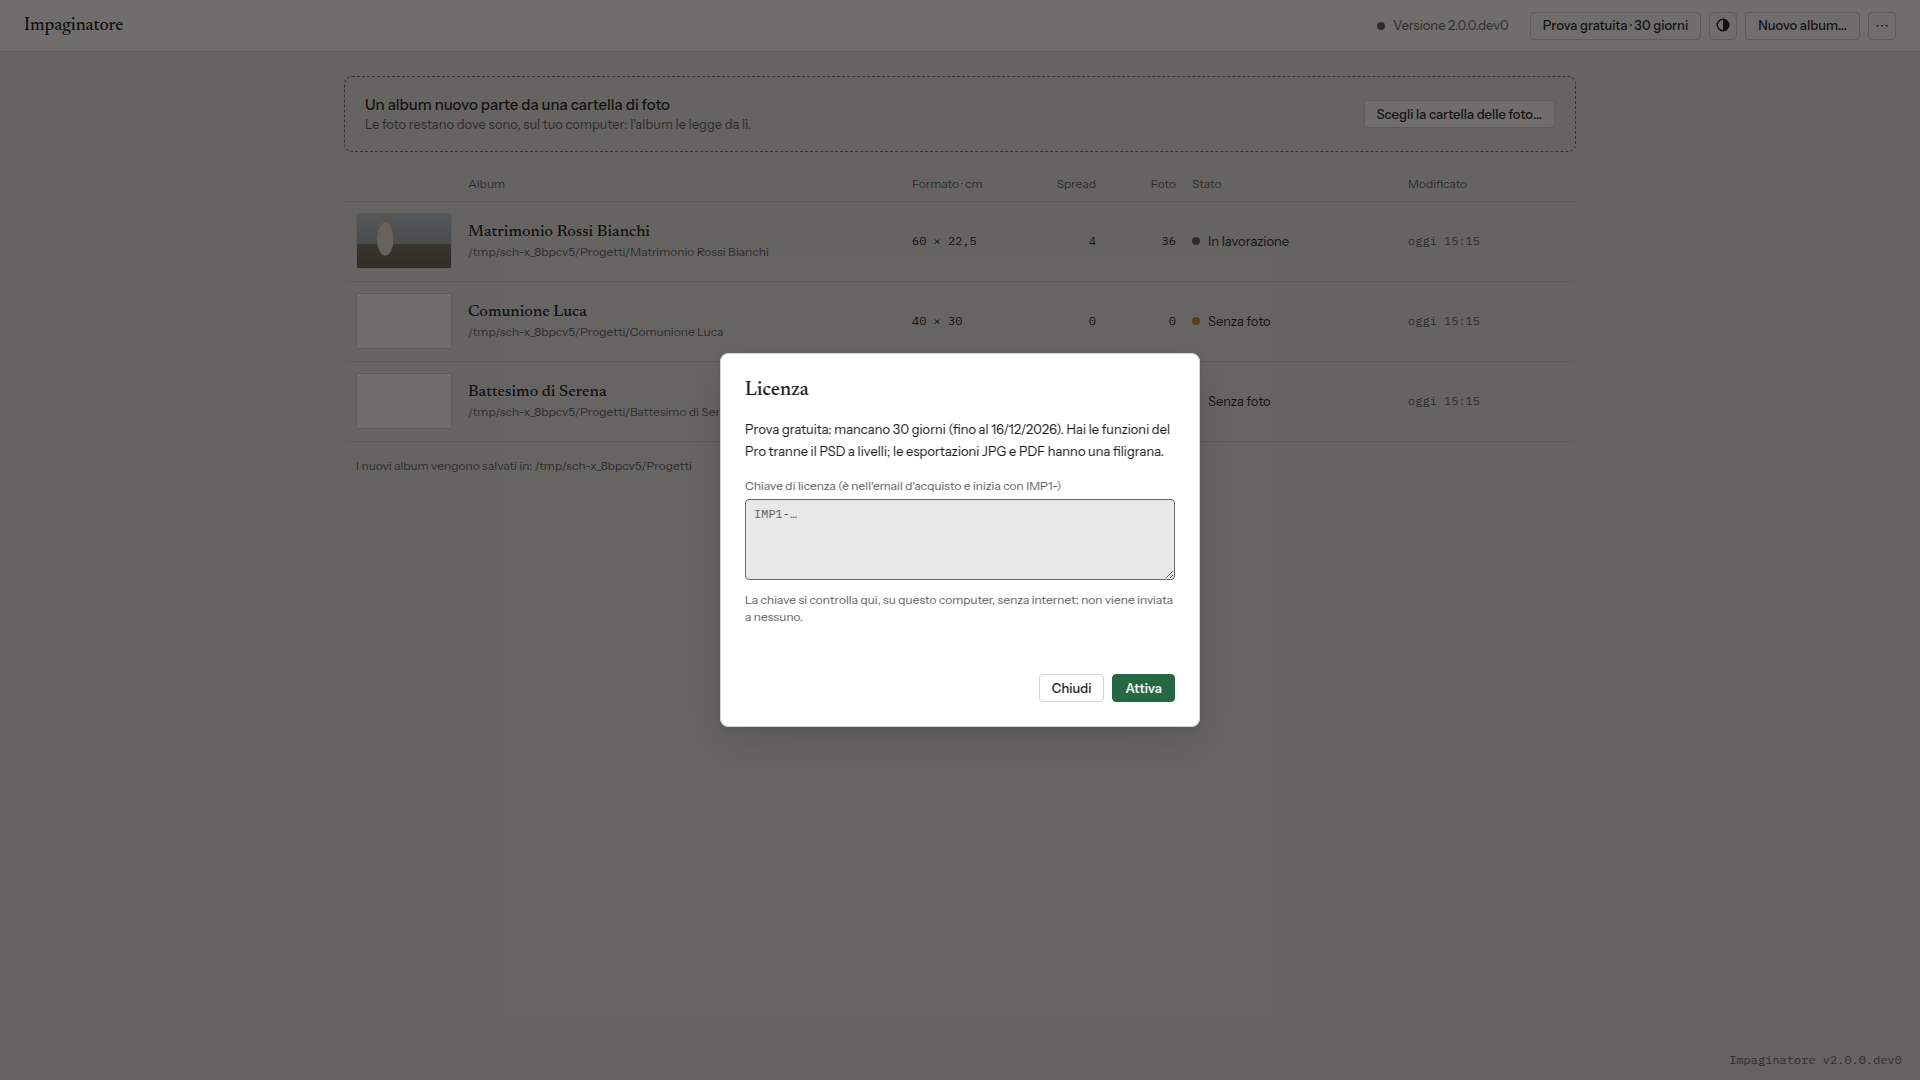 Impaginatore
Versione 2.0.0.dev0
Prova gratuita · 30 giorni
Nuovo album...
Un album nuovo parte da una cartella di foto
Le foto restano dove sono, sul tuo computer: l'album le legge da lì.
Scegli la cartella delle foto...
Album Formato · cm Spread Foto Stato Modificato
Matrimonio Rossi Bianchi
/tmp/sch-x_8bpcv5/Progetti/Matrimonio Rossi Bianchi
60 × 22,5 4 36 In lavorazione oggi 15:15
Comunione Luca
/tmp/sch-x_8bpcv5/Progetti/Comunione Luca
40 × 30 0 0 Senza foto oggi 15:15
Battesimo di Serena
/tmp/sch-x_8bpcv5/Progetti/Battesimo di Ser
Senza foto oggi 15:15
I nuovi album vengono salvati in: /tmp/sch-x_8bpcv5/Progetti
Licenza
Prova gratuita: mancano 30 giorni (fino al 16/12/2026). Hai le funzioni del
Pro tranne il PSD a livelli; le esportazioni JPG e PDF hanno una filigrana.
Chiave di licenza (è nell'email d'acquisto e inizia con IMP1-)
IMP1-…
La chiave si controlla qui, su questo computer, senza internet: non viene inviata
a nessuno.
Chiudi
Attiva
Impaginatore v2.0.0.dev0